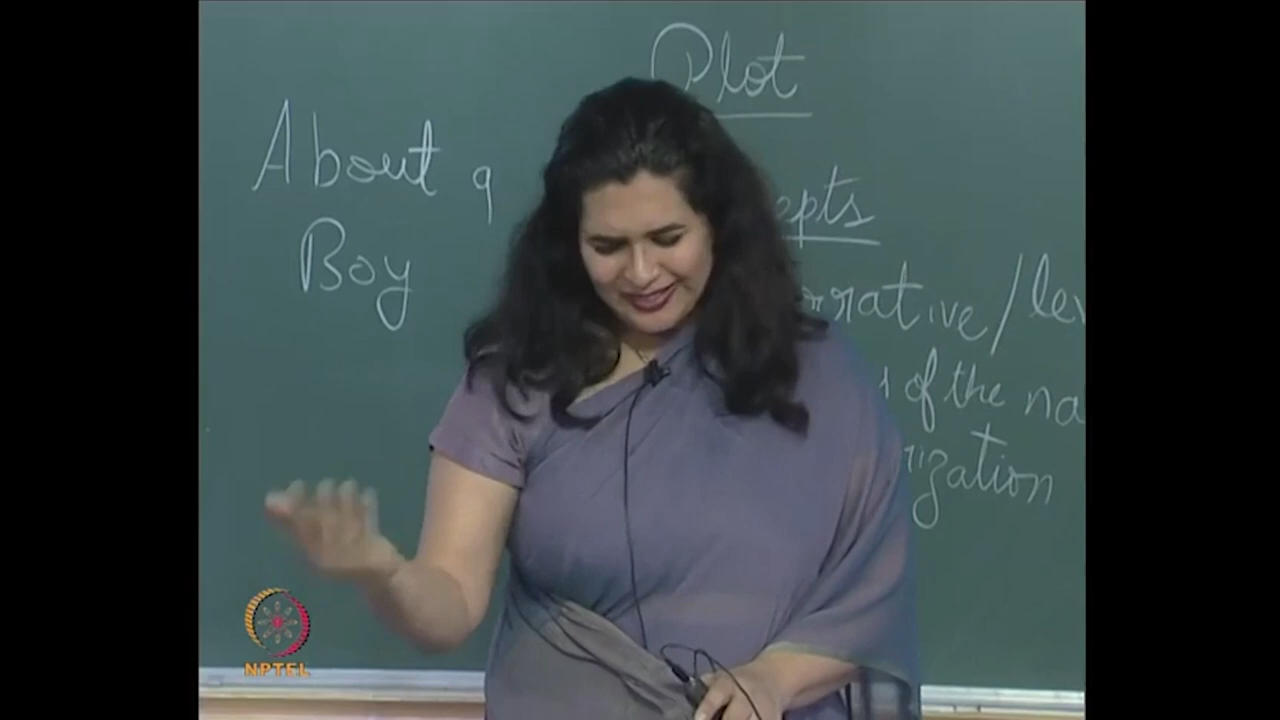 Plot
About a
Boy
epts
rrative/lev
of the na
ization
NPTEL